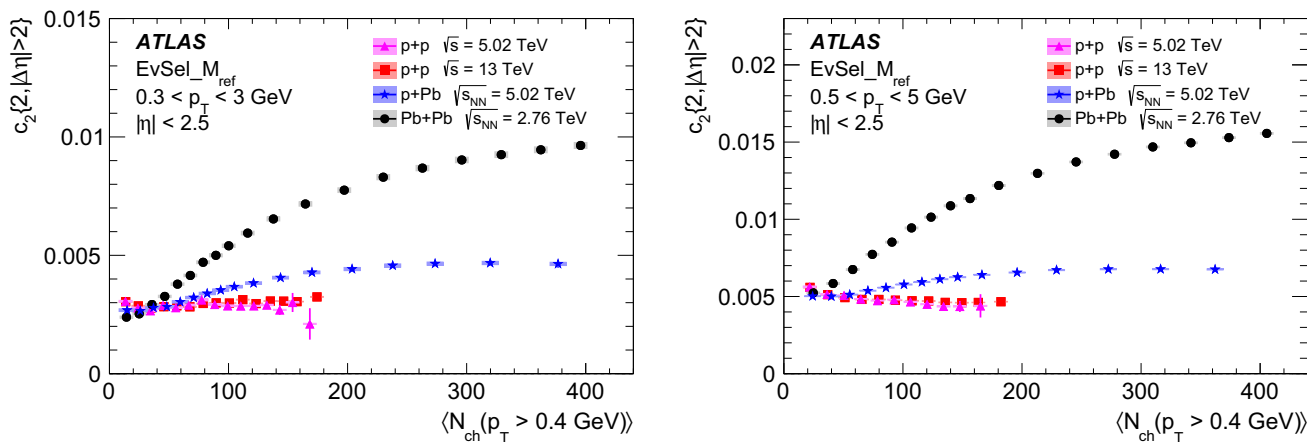 c₂{2,|Δη|>2}
0.015
0.01
0.005
0
ATLAS
EvSel_M_ref
0.3 < p_T < 3 GeV
|η| < 2.5
p+p √s = 5.02 TeV
p+p √s = 13 TeV
p+Pb √s_NN = 5.02 TeV
Pb+Pb √s_NN = 2.76 TeV
0 100 200 300 400
⟨N_ch(p_T > 0.4 GeV)⟩
c₂{2,|Δη|>2}
0.02
0.015
0.01
0.005
0
ATLAS
EvSel_M_ref
0.5 < p_T < 5 GeV
|η| < 2.5
p+p √s = 5.02 TeV
p+p √s = 13 TeV
p+Pb √s_NN = 5.02 TeV
Pb+Pb √s_NN = 2.76 TeV
0 100 200 300 400
⟨N_ch(p_T > 0.4 GeV)⟩